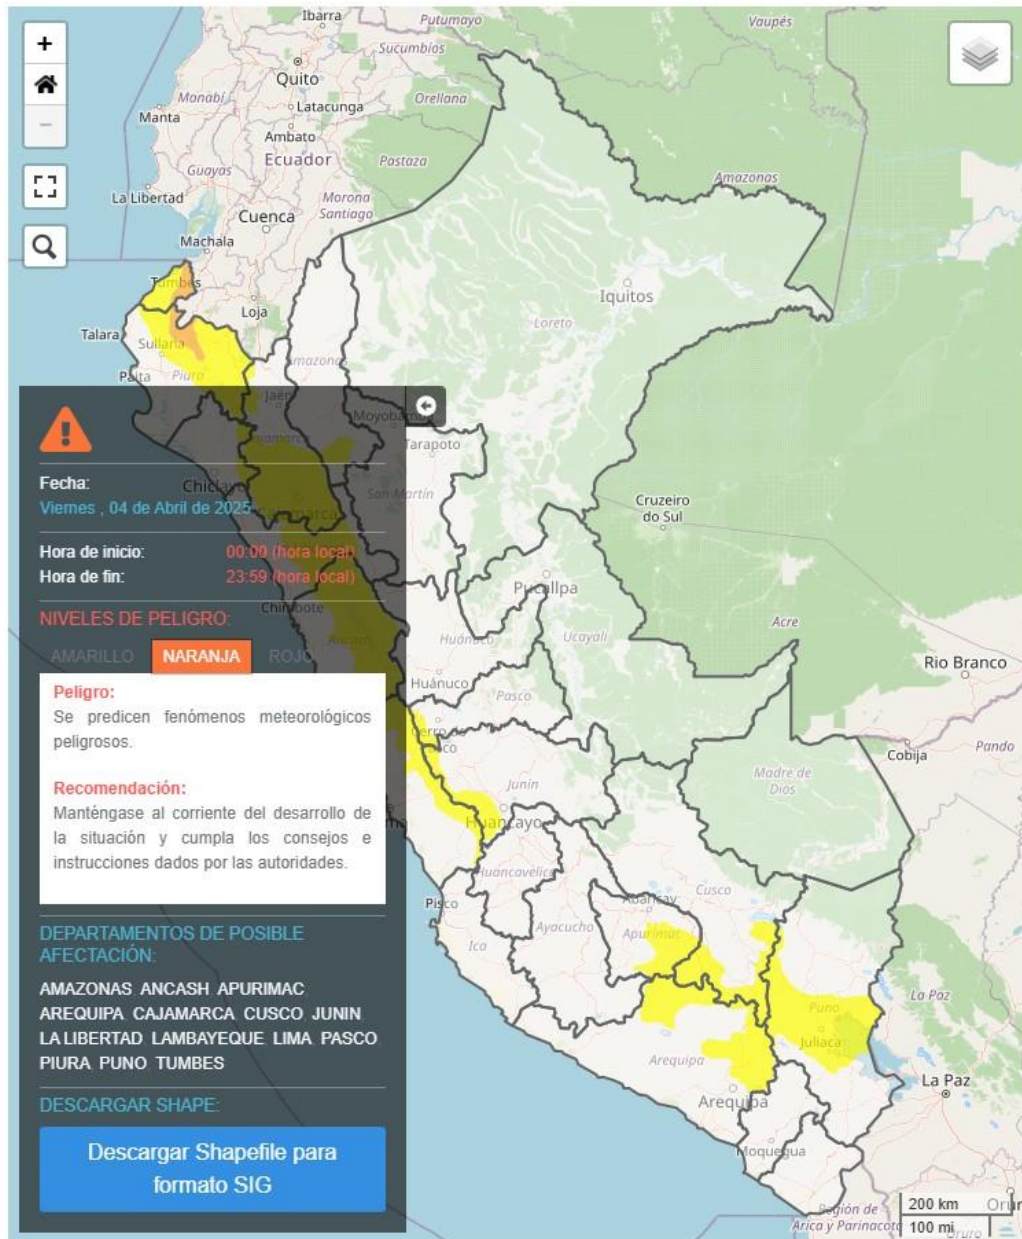 Ibarra
Putumayo
Vaupés
+
Sucumbíos
Quito
Manabí
Latacunga
Orellana
−
Manta
Ambato
Ecuador
Pastaza
Guayas
Amazonas
La Libertad
Morona
Santiago
Cuenca
Machala
Tumbes
Loja
Iquitos
Loreto
Talara
Sullana
Amazonas
Paita
Piura
Jaén
Moyobamba
Tarapoto
Cajamarca
San Martín
Cruzeiro
do Sul
Fecha:
Viernes , 04 de Abril de 2025
Hora de inicio:
00:00 (hora local)
Hora de fin:
23:59 (hora local)
Pucallpa
Chimbote
Acre
NIVELES DE PELIGRO:
Ancash
Huánuco
Ucayali
AMARILLO NARANJA ROJO
Rio Branco
Huánuco
Pasco
Peligro:
Se predicen fenómenos meteorológicos
peligrosos.
Recomendación:
Manténgase al corriente del desarrollo de
la situación y cumpla los consejos e
instrucciones dados por las autoridades.
Cerro de
Cobija
Pando
Madre de
Dios
Junín
Huancayo
Huancavelica
Cusco
Pisco
Abancay
Ayacucho
Apurímac
Ica
DEPARTAMENTOS DE POSIBLE
AFECTACIÓN:
AMAZONAS ANCASH APURIMAC
AREQUIPA CAJAMARCA CUSCO JUNIN
LA LIBERTAD LAMBAYEQUE LIMA PASCO
PIURA PUNO TUMBES
La Paz
Puno
Juliaca
Arequipa
La Paz
Arequipa
DESCARGAR SHAPE:
Descargar Shapefile para
formato SIG
Moquegua
200 km
100 mi
Región de
Arica y Parinacota
Oruro